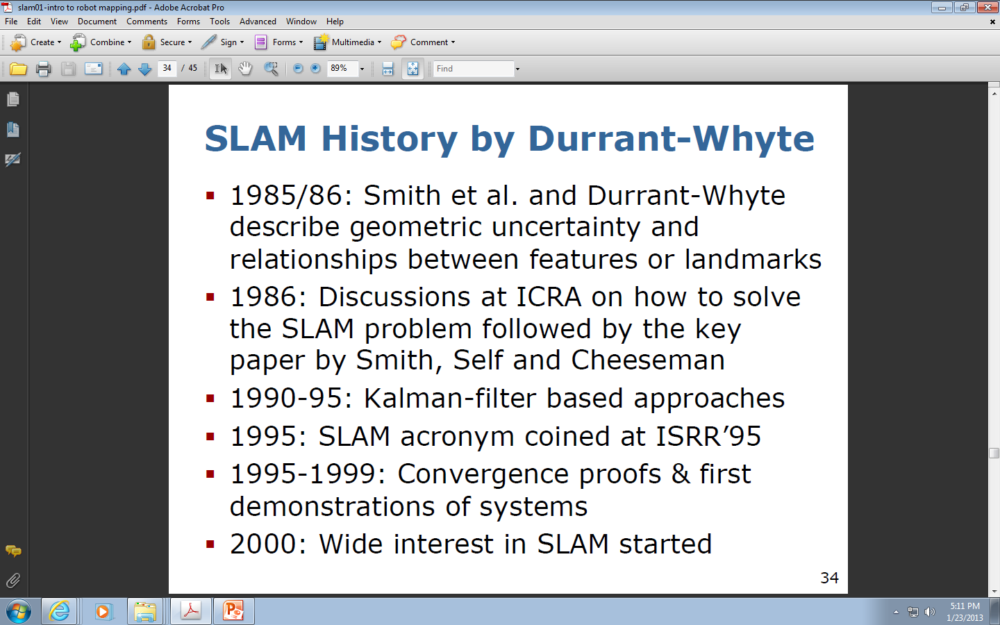 slam01-intro to robot mapping.pdf - Adobe Acrobat Pro
File Edit View Document Comments Forms Tools Advanced Window Help
Create Combine Secure Sign Forms Multimedia Comment
34 / 45 89% Find
SLAM History by Durrant-Whyte
▪ 1985/86: Smith et al. and Durrant-Whyte
describe geometric uncertainty and
relationships between features or landmarks
▪ 1986: Discussions at ICRA on how to solve
the SLAM problem followed by the key
paper by Smith, Self and Cheeseman
▪ 1990-95: Kalman-filter based approaches
▪ 1995: SLAM acronym coined at ISRR’95
▪ 1995-1999: Convergence proofs & first
demonstrations of systems
▪ 2000: Wide interest in SLAM started
34
5:11 PM
1/23/2013